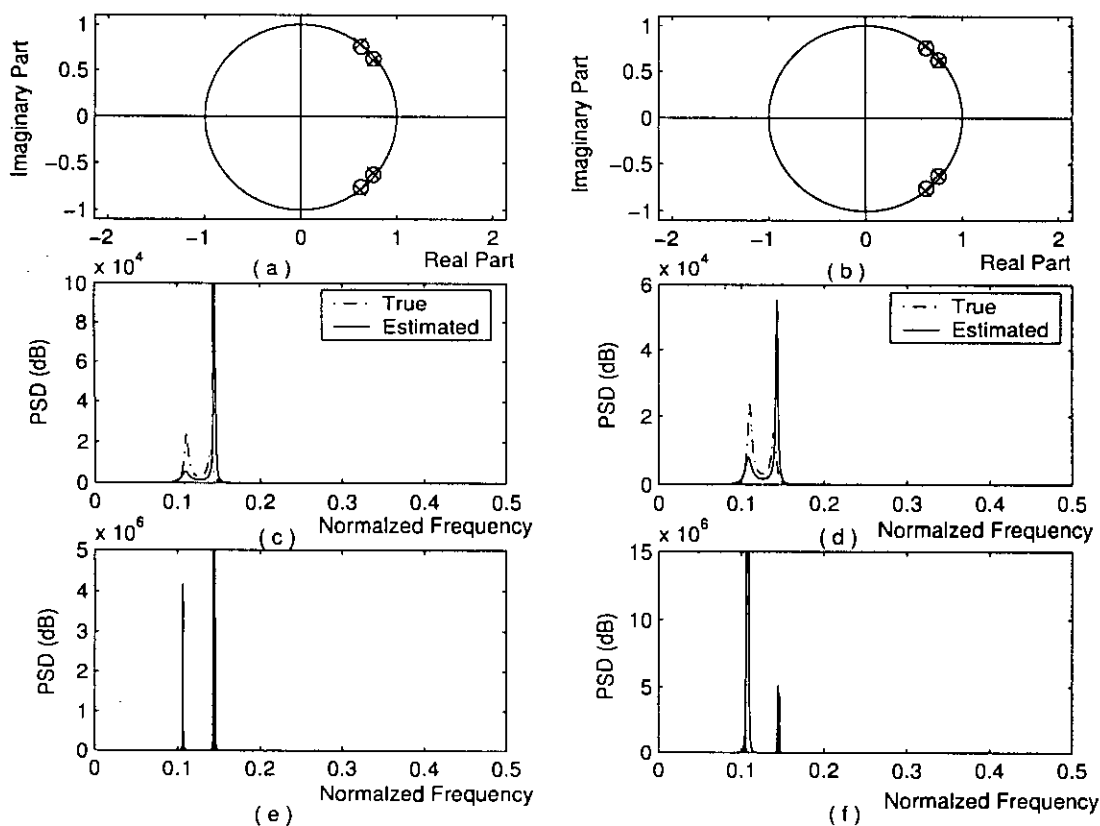 1
0.5
0
−0.5
−1
Imaginary Part
−2 −1 0 1 2
Real Part
( a )
1
0.5
0
−0.5
−1
Imaginary Part
−2 −1 0 1 2
Real Part
( b )
x 10^4
10
8
6
4
2
0
PSD (dB)
True
Estimated
0 0.1 0.2 0.3 0.4 0.5
Normalzed Frequency
( c )
x 10^4
6
4
2
0
PSD (dB)
True
Estimated
0 0.1 0.2 0.3 0.4 0.5
Normalzed Frequency
( d )
x 10^6
5
4
3
2
1
0
PSD (dB)
0 0.1 0.2 0.3 0.4 0.5
Normalzed Frequency
( e )
x 10^6
15
10
5
0
PSD (dB)
0 0.1 0.2 0.3 0.4 0.5
Normalzed Frequency
( f )